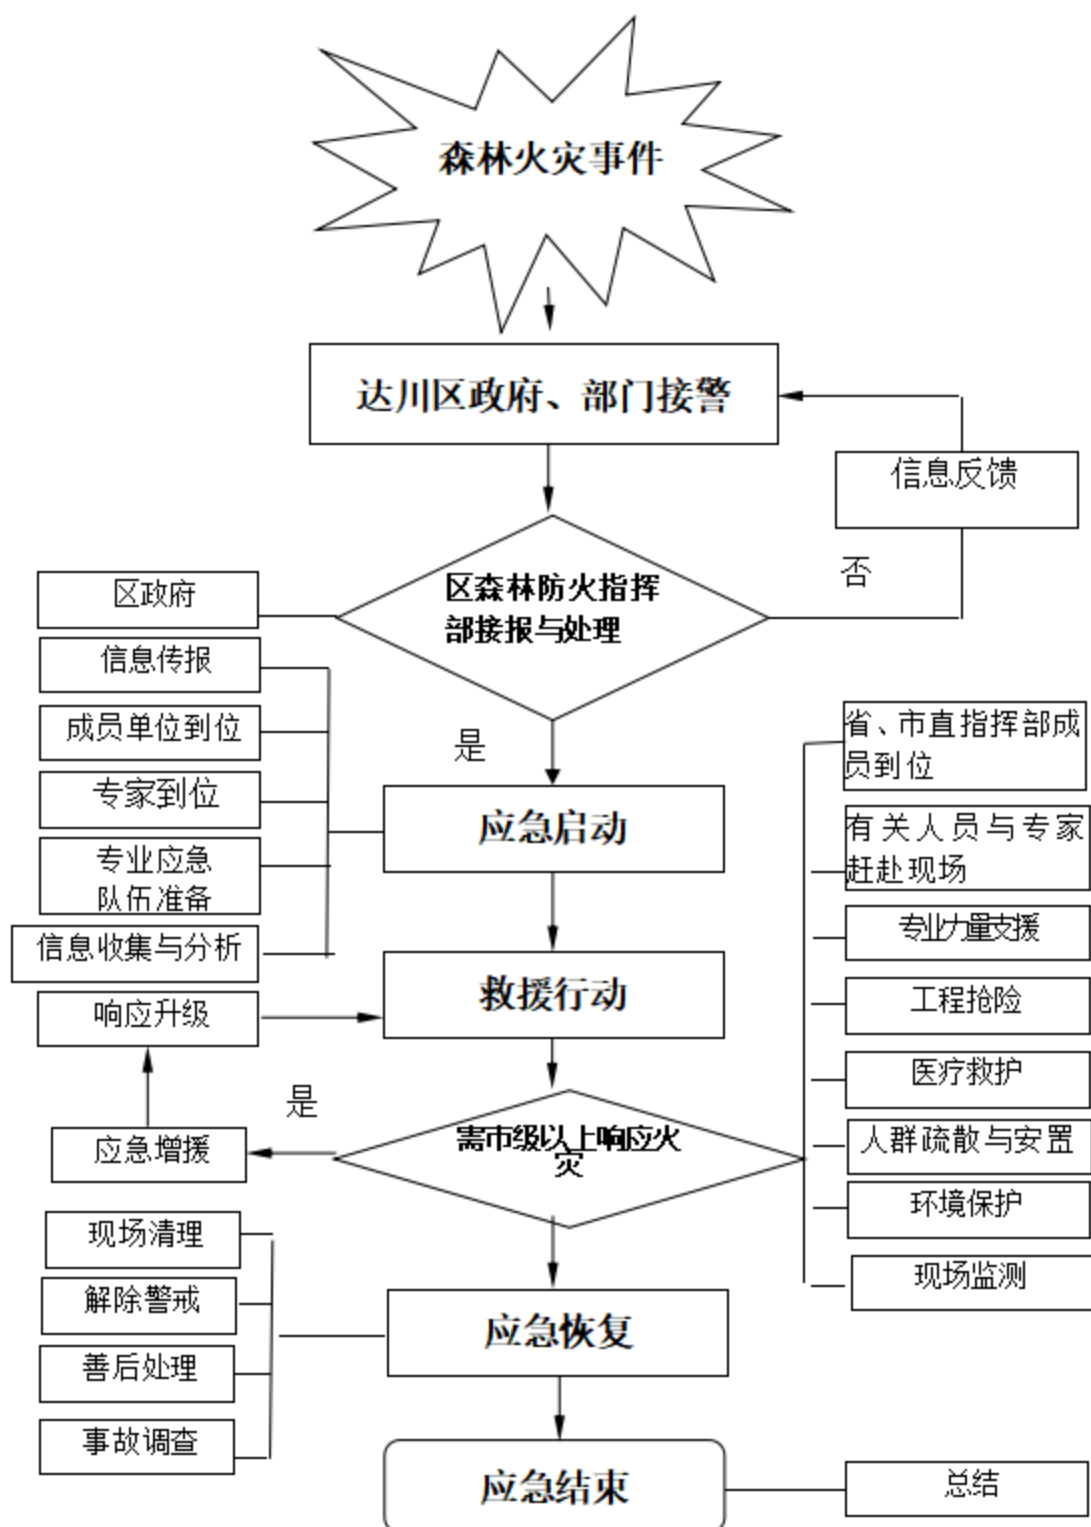 森林火灾事件
达川区政府、部门接警
信息反馈
否
区森林防火指挥
部接报与处理
区政府
信息传报
成员单位到位
专家到位
专业应急
队伍准备
信息收集与分析
是
应急启动
救援行动
响应升级
应急增援
是
需市级以上响应火
灾
省、市直指挥部成
员到位
有关人员与专家
赶赴现场
专业力量支援
工程抢险
医疗救护
人群疏散与安置
环境保护
现场监测
现场清理
解除警戒
善后处理
事故调查
应急恢复
应急结束
总结